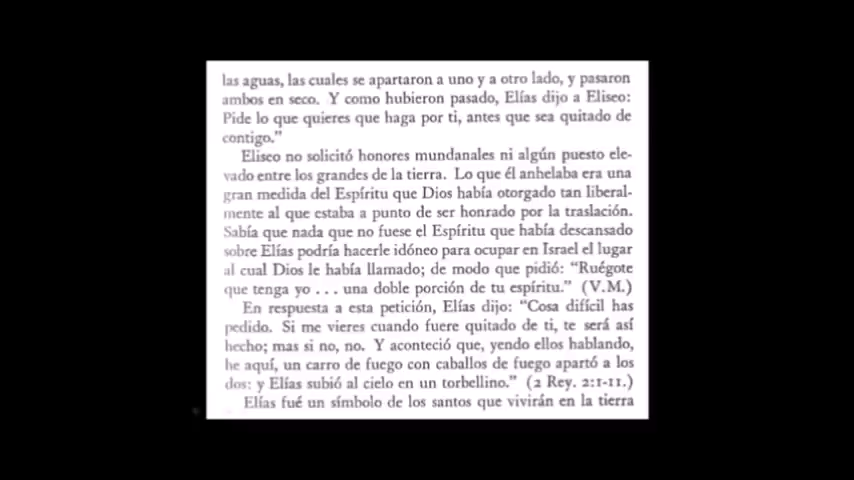 las aguas, las cuales se apartaron a uno y a otro lado, y pasaron
ambos en seco. Y como hubieron pasado, Elías dijo a Eliseo:
Pide lo que quieres que haga por ti, antes que sea quitado de
contigo.”
Eliseo no solicitó honores mundanales ni algún puesto ele-
vado entre los grandes de la tierra. Lo que él anhelaba era una
gran medida del Espíritu que Dios había otorgado tan liberal-
mente al que estaba a punto de ser honrado por la traslación.
Sabía que nada que no fuese el Espíritu que había descansado
sobre Elías podría hacerle idóneo para ocupar en Israel el lugar
al cual Dios le había llamado; de modo que pidió: “Ruégote
que tenga yo . . . una doble porción de tu espíritu.” (V.M.)
En respuesta a esta petición, Elías dijo: “Cosa difícil has
pedido. Si me vieres cuando fuere quitado de ti, te será así
hecho; mas si no, no. Y aconteció que, yendo ellos hablando,
he aquí, un carro de fuego con caballos de fuego apartó a los
dos: y Elías subió al cielo en un torbellino.” (2 Rey. 2:1-11.)
Elías fué un símbolo de los santos que vivirán en la tierra